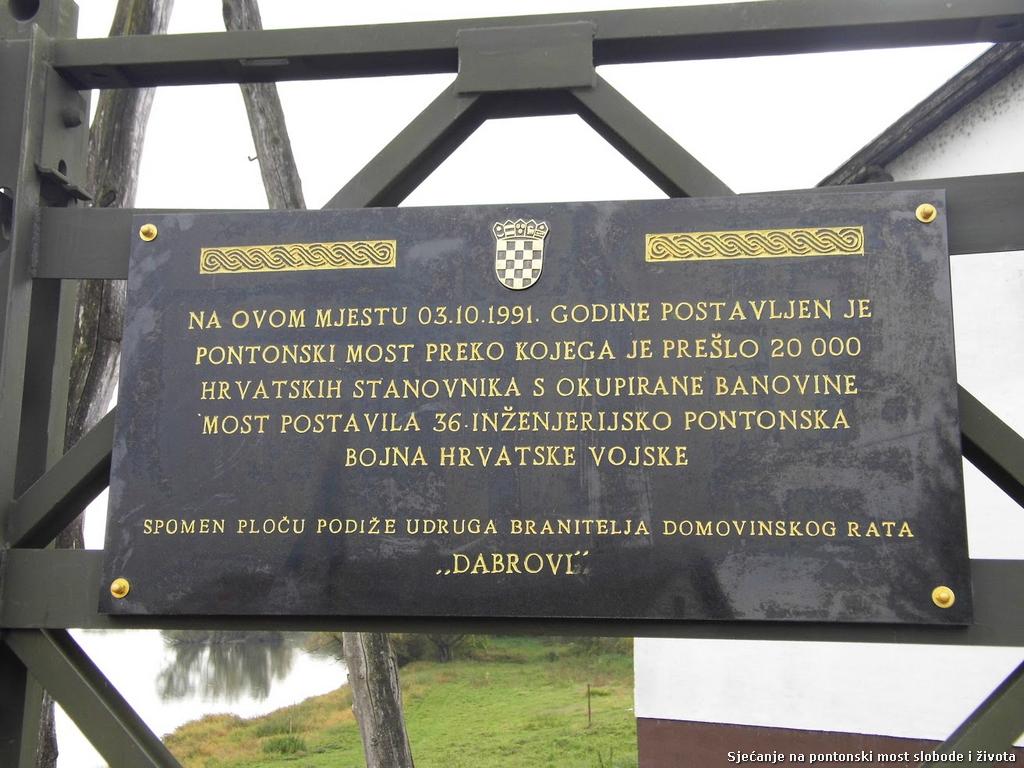 NA OVOM MJESTU 03.10.1991. GODINE POSTAVLJEN JE
PONTONSKI MOST PREKO KOJEGA JE PREŠLO 20 000
HRVATSKIH STANOVNIKA S OKUPIRANE BANOVINE
MOST POSTAVILA 36.INŽENJERIJSKO PONTONSKA
BOJNA HRVATSKE VOJSKE
SPOMEN PLOČU PODIŽE UDRUGA BRANITELJA DOMOVINSKOG RATA
„DABROVI“
Sjećanje na pontonski most slobode i života